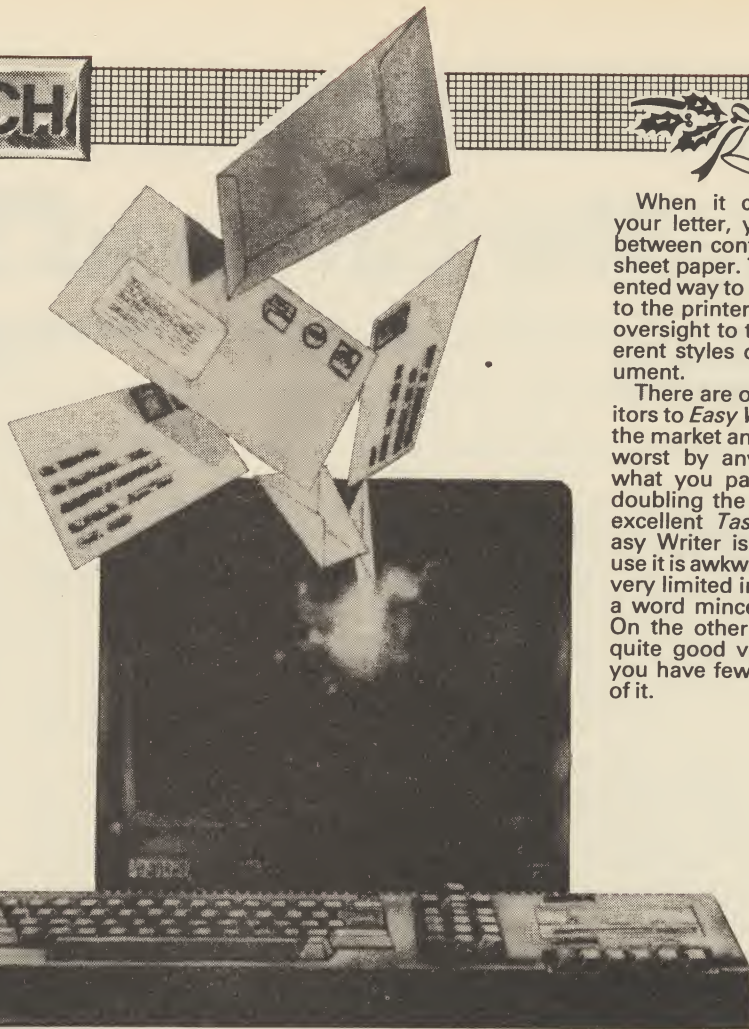 CH
When it c
your letter, y
between con
sheet paper.
ented way to
to the printer
oversight to t
erent styles o
ument.
There are o
itors to Easy W
the market an
worst by any
what you pa
doubling the
excellent Tas
asy Writer is
use it is awkw
very limited in
a word mince
On the other
quite good v
you have few
of it.